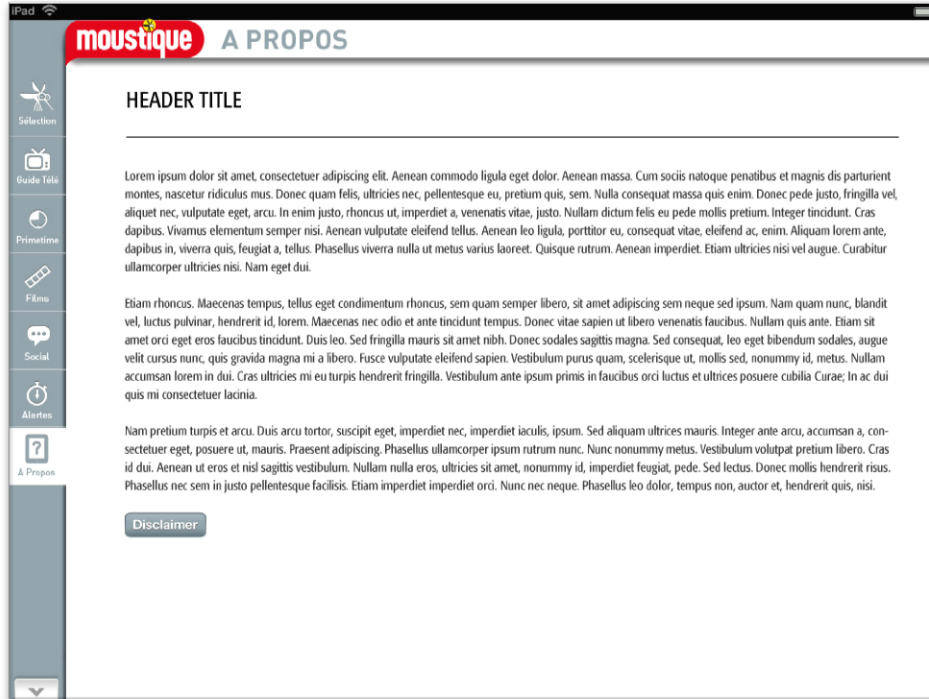 iPad
moustique A PROPOS
Sélection
Guide Télé
Primetime
Films
Social
Alertes
A Propos
HEADER TITLE
Lorem ipsum dolor sit amet, consectetuer adipiscing elit. Aenean commodo ligula eget dolor. Aenean massa. Cum sociis natoque penatibus et magnis dis parturient
montes, nascetur ridiculus mus. Donec quam felis, ultricies nec, pellentesque eu, pretium quis, sem. Nulla consequat massa quis enim. Donec pede justo, fringilla vel,
aliquet nec, vulputate eget, arcu. In enim justo, rhoncus ut, imperdiet a, venenatis vitae, justo. Nullam dictum felis eu pede mollis pretium. Integer tincidunt. Cras
dapibus. Vivamus elementum semper nisi. Aenean vulputate eleifend tellus. Aenean leo ligula, porttitor eu, consequat vitae, eleifend ac, enim. Aliquam lorem ante,
dapibus in, viverra quis, feugiat a, tellus. Phasellus viverra nulla ut metus varius laoreet. Quisque rutrum. Aenean imperdiet. Etiam ultricies nisi vel augue. Curabitur
ullamcorper ultricies nisi. Nam eget dui.
Etiam rhoncus. Maecenas tempus, tellus eget condimentum rhoncus, sem quam semper libero, sit amet adipiscing sem neque sed ipsum. Nam quam nunc, blandit
vel, luctus pulvinar, hendrerit id, lorem. Maecenas nec odio et ante tincidunt tempus. Donec vitae sapien ut libero venenatis faucibus. Nullam quis ante. Etiam sit
amet orci eget eros faucibus tincidunt. Duis leo. Sed fringilla mauris sit amet nibh. Donec sodales sagittis magna. Sed consequat, leo eget bibendum sodales, augue
velit cursus nunc, quis gravida magna mi a libero. Fusce vulputate eleifend sapien. Vestibulum purus quam, scelerisque ut, mollis sed, nonummy id, metus. Nullam
accumsan lorem in dui. Cras ultricies mi eu turpis hendrerit fringilla. Vestibulum ante ipsum primis in faucibus orci luctus et ultrices posuere cubilia Curae; In ac dui
quis mi consectetuer lacinia.
Nam pretium turpis et arcu. Duis arcu tortor, suscipit eget, imperdiet nec, imperdiet iaculis, ipsum. Sed aliquam ultrices mauris. Integer ante arcu, accumsan a, con-
sectetuer eget, posuere ut, mauris. Praesent adipiscing. Phasellus ullamcorper ipsum rutrum nunc. Nunc nonummy metus. Vestibulum volutpat pretium libero. Cras
id dui. Aenean ut eros et nisl sagittis vestibulum. Nullam nulla eros, ultricies sit amet, nonummy id, imperdiet feugiat, pede. Sed lectus. Donec mollis hendrerit risus.
Phasellus nec sem in justo pellentesque facilisis. Etiam imperdiet imperdiet orci. Nunc nec neque. Phasellus leo dolor, tempus non, auctor et, hendrerit quis, nisi.
Disclaimer